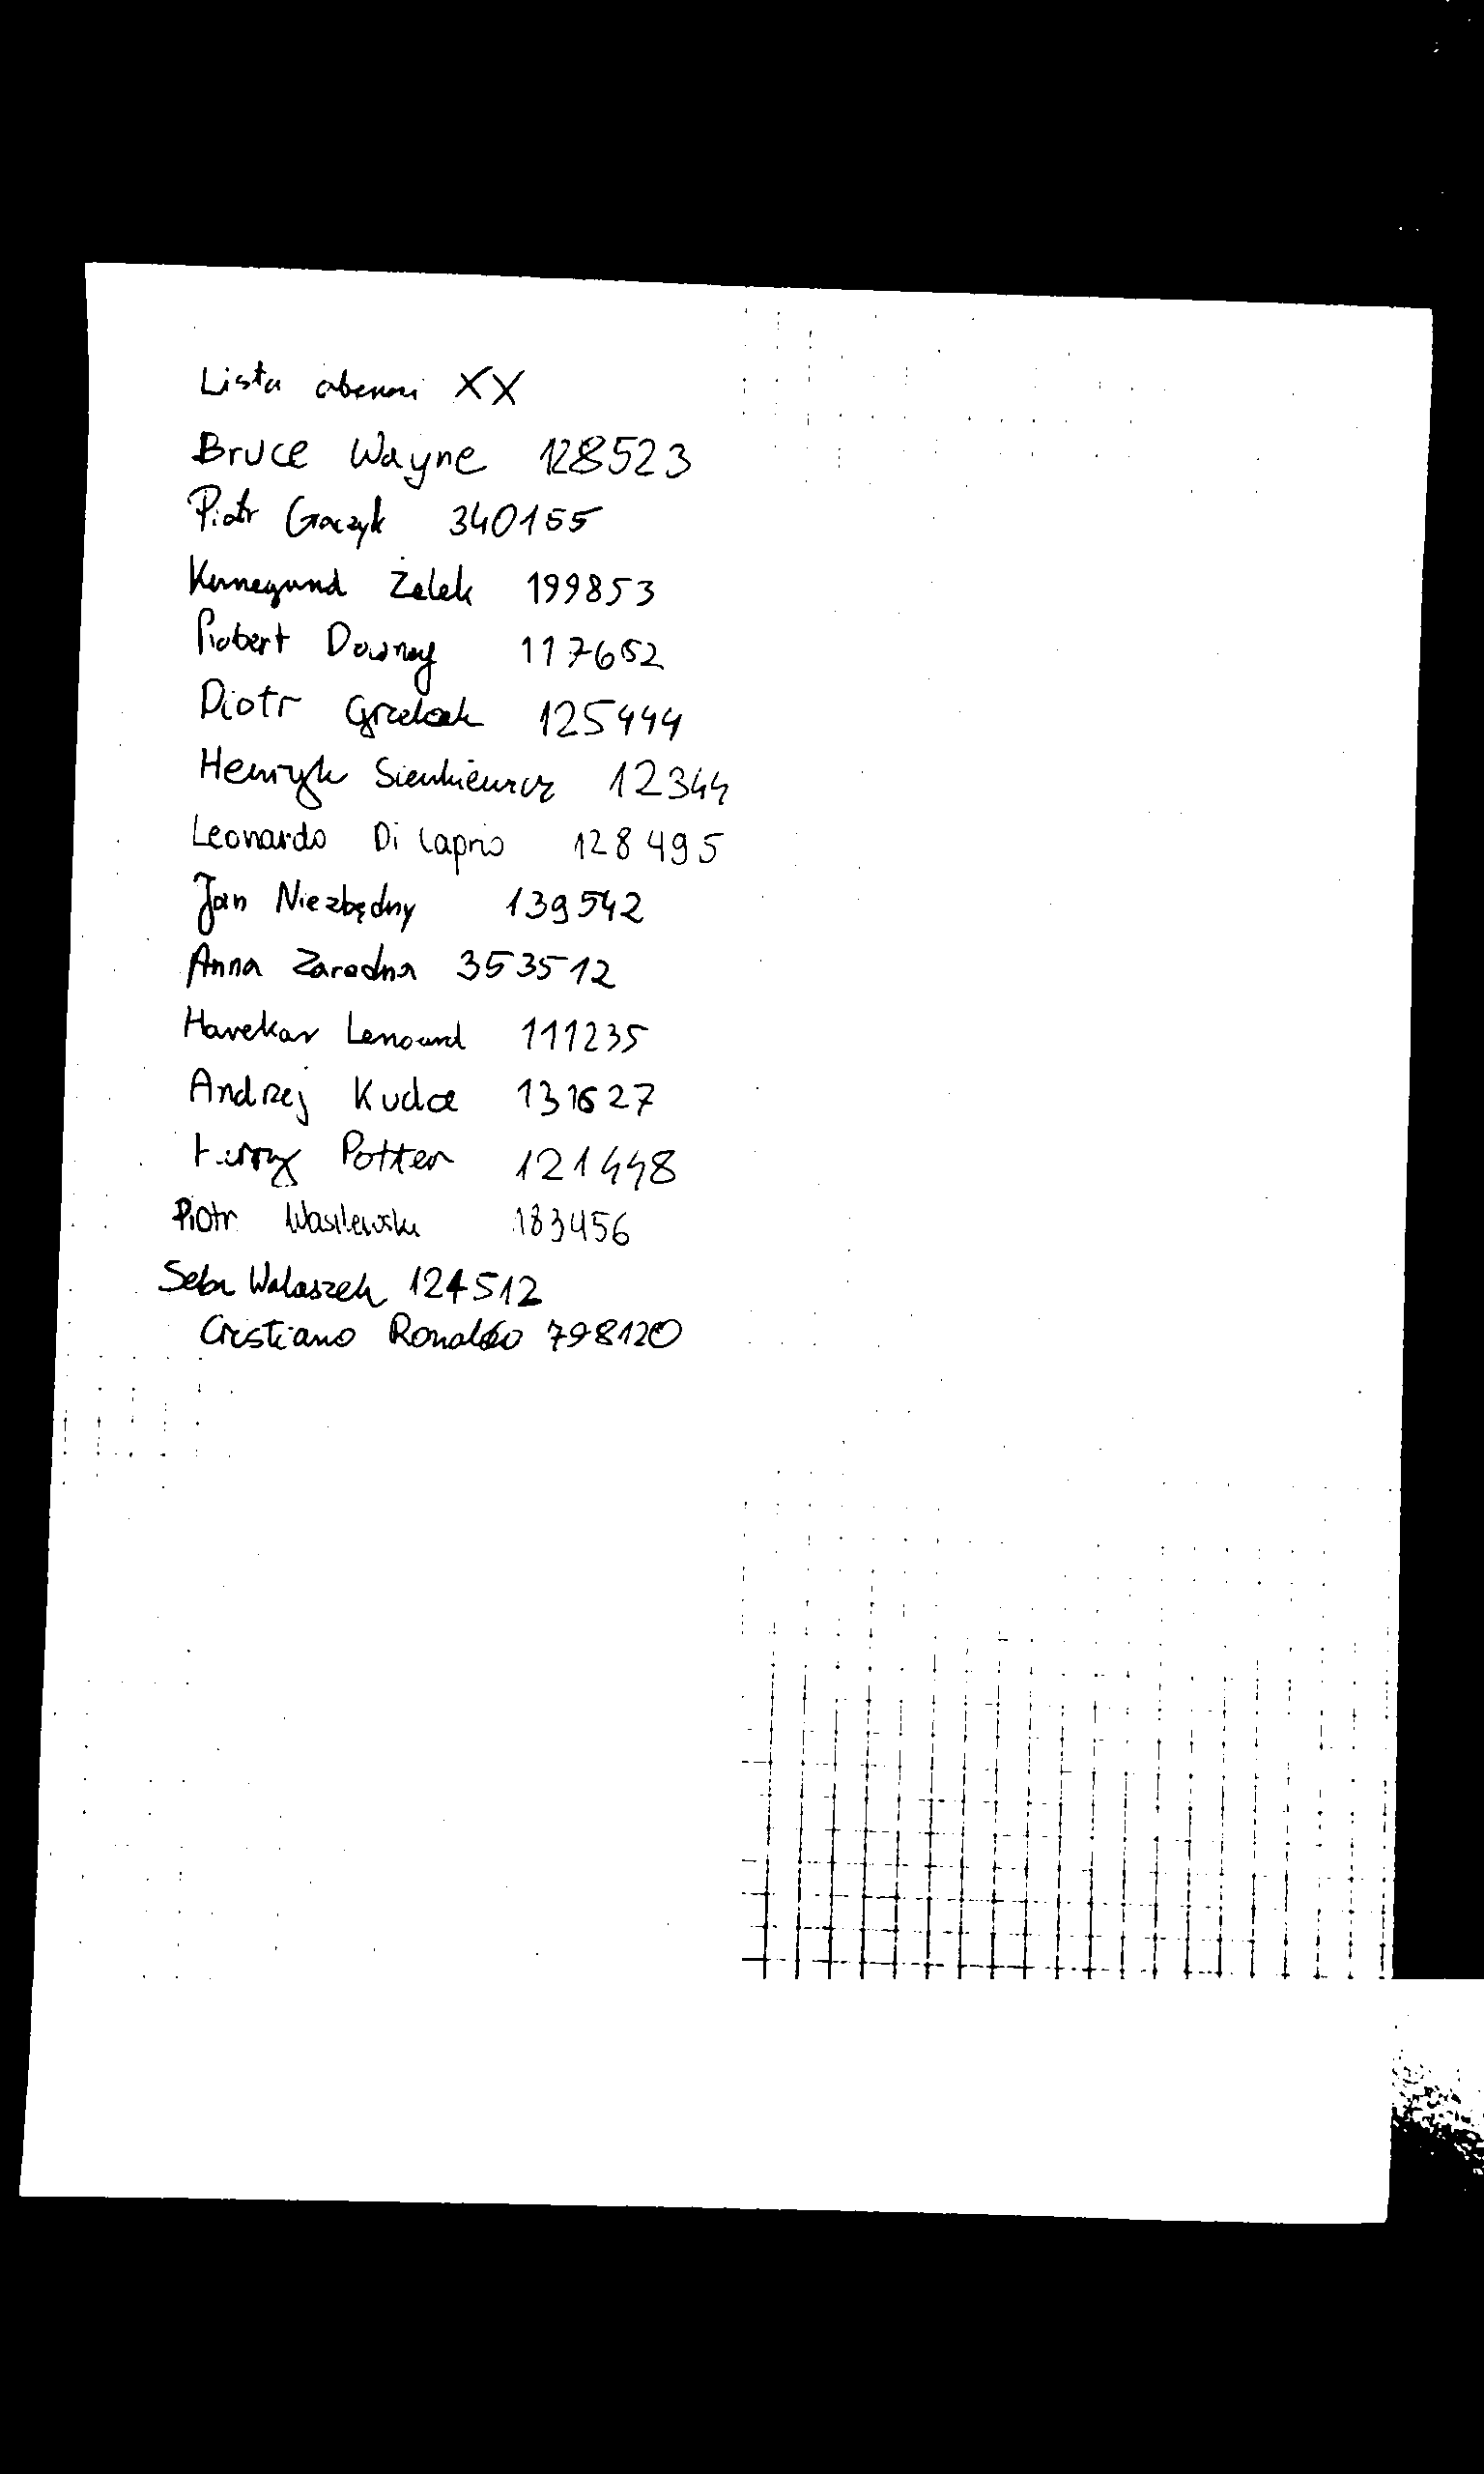 Lista obecności XX
Bruce Wayne 128523
Piotr Graczyk 340155
Kunegund Żelek 199853
Robert Downey 117652
Piotr Grzelak 125444
Henryk Sienkiewicz 12344
Leonardo Di Caprio 128495
Jan Niezbędny 139542
Anna Zaradna 353512
Havekar Lenoard 111235
Andrzej Kuda 131627
Potter 121448
Piotr Wasilewski 183456
Seba Walaszek 124512
Cristiano Ronaldo 798120